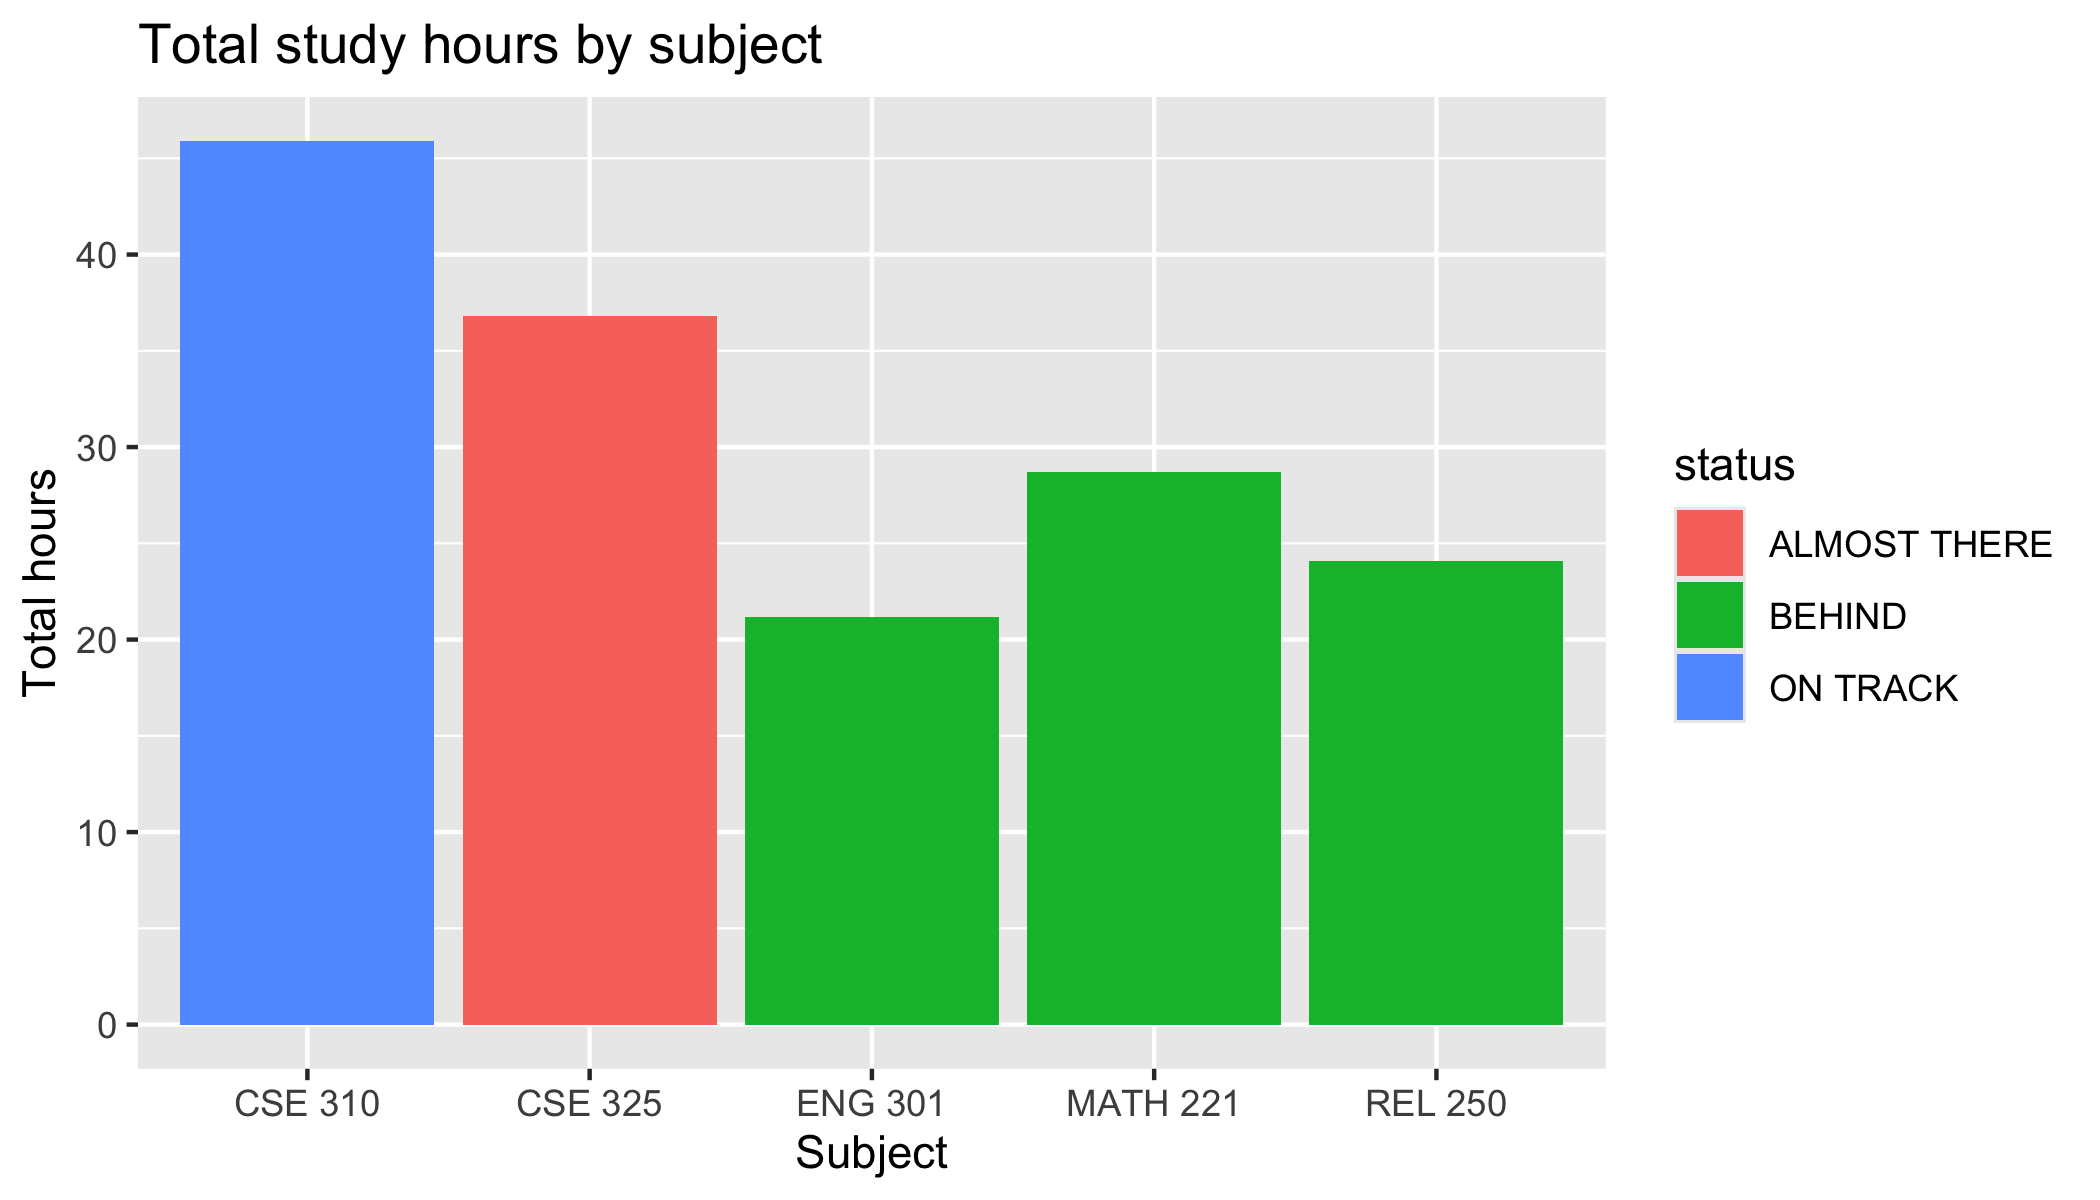 Total study hours by subject
Total hours
40
30
20
10
0
CSE 310
CSE 325
ENG 301
MATH 221
REL 250
Subject
status
ALMOST THERE
BEHIND
ON TRACK